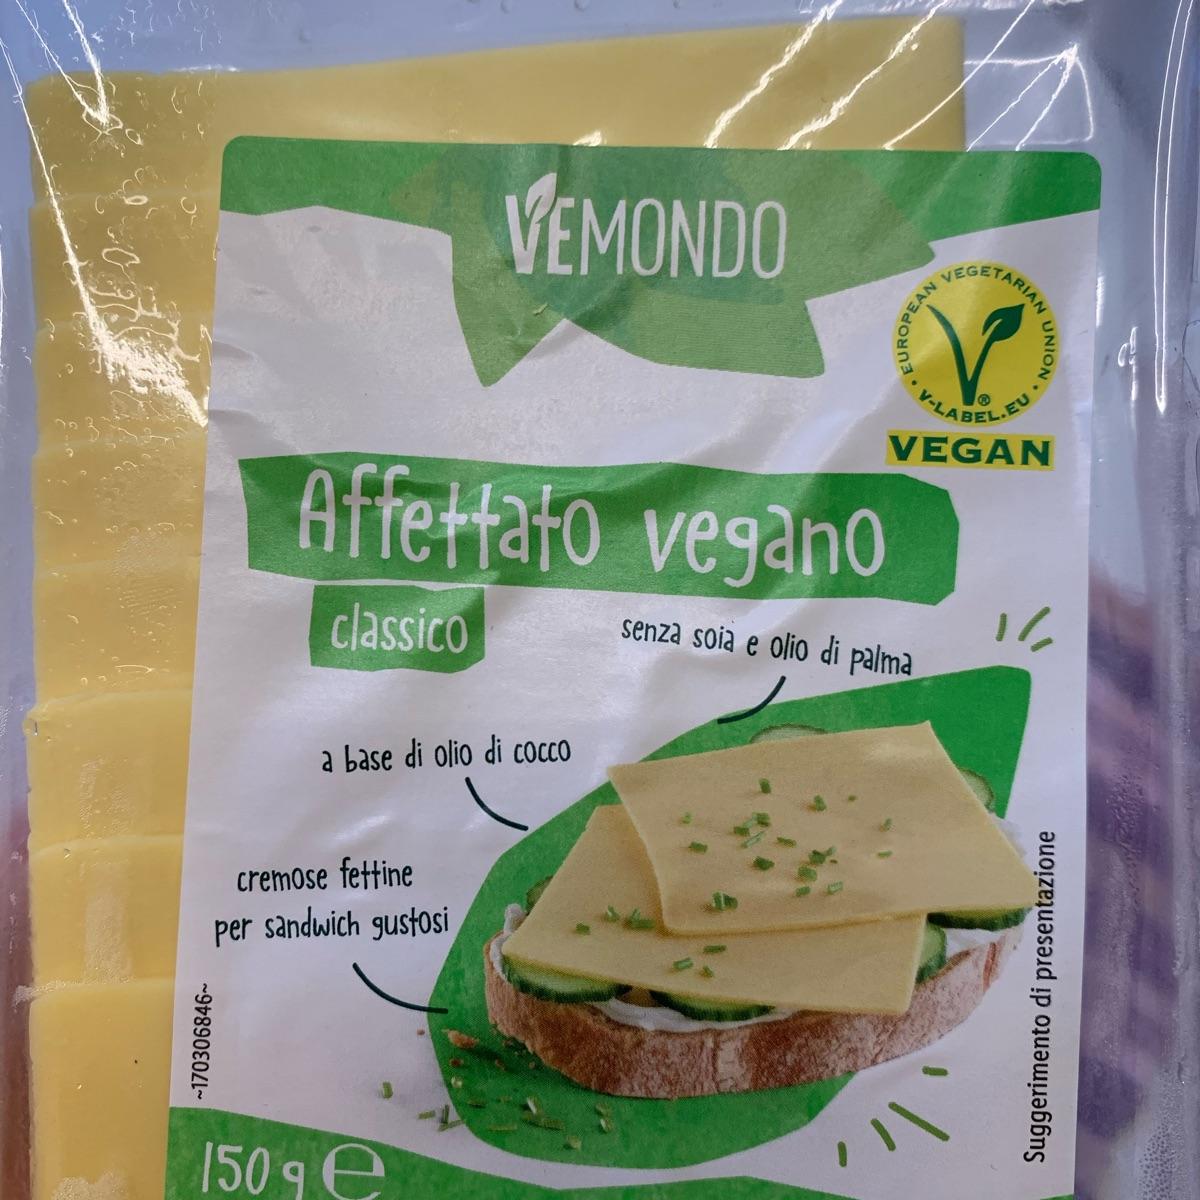 VEMONDO
EUROPEAN VEGETARIAN UNION
V-LABEL.EU
®
VEGAN
Affettato vegano
classico
senza soia e olio di palma
a base di olio di cocco
cremose fettine
per sandwich gustosi
~170306846~
Suggerimento di presentazione
150 g ℮